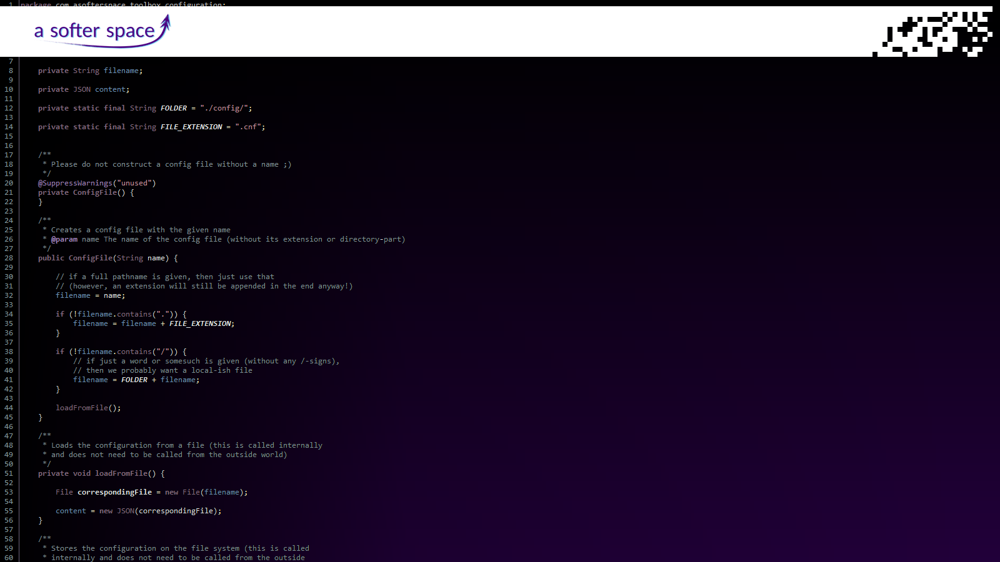 1 package com.asofterspace.toolbox.configuration;
a softer space
7
8 private String filename;
9
10 private JSON content;
11
12 private static final String FOLDER = "./config/";
13
14 private static final String FILE_EXTENSION = ".cnf";
15
16
17 /**
18 * Please do not construct a config file without a name ;)
19 */
20 @SuppressWarnings("unused")
21 private ConfigFile() {
22 }
23
24 /**
25 * Creates a config file with the given name
26 * @param name The name of the config file (without its extension or directory-part)
27 */
28 public ConfigFile(String name) {
29
30 // if a full pathname is given, then just use that
31 // (however, an extension will still be appended in the end anyway!)
32 filename = name;
33
34 if (!filename.contains(".")) {
35 filename = filename + FILE_EXTENSION;
36 }
37
38 if (!filename.contains("/")) {
39 // if just a word or somesuch is given (without any /-signs),
40 // then we probably want a local-ish file
41 filename = FOLDER + filename;
42 }
43
44 loadFromFile();
45 }
46
47 /**
48 * Loads the configuration from a file (this is called internally
49 * and does not need to be called from the outside world)
50 */
51 private void loadFromFile() {
52
53 File correspondingFile = new File(filename);
54
55 content = new JSON(correspondingFile);
56 }
57
58 /**
59 * Stores the configuration on the file system (this is called
60 * internally and does not need to be called from the outside